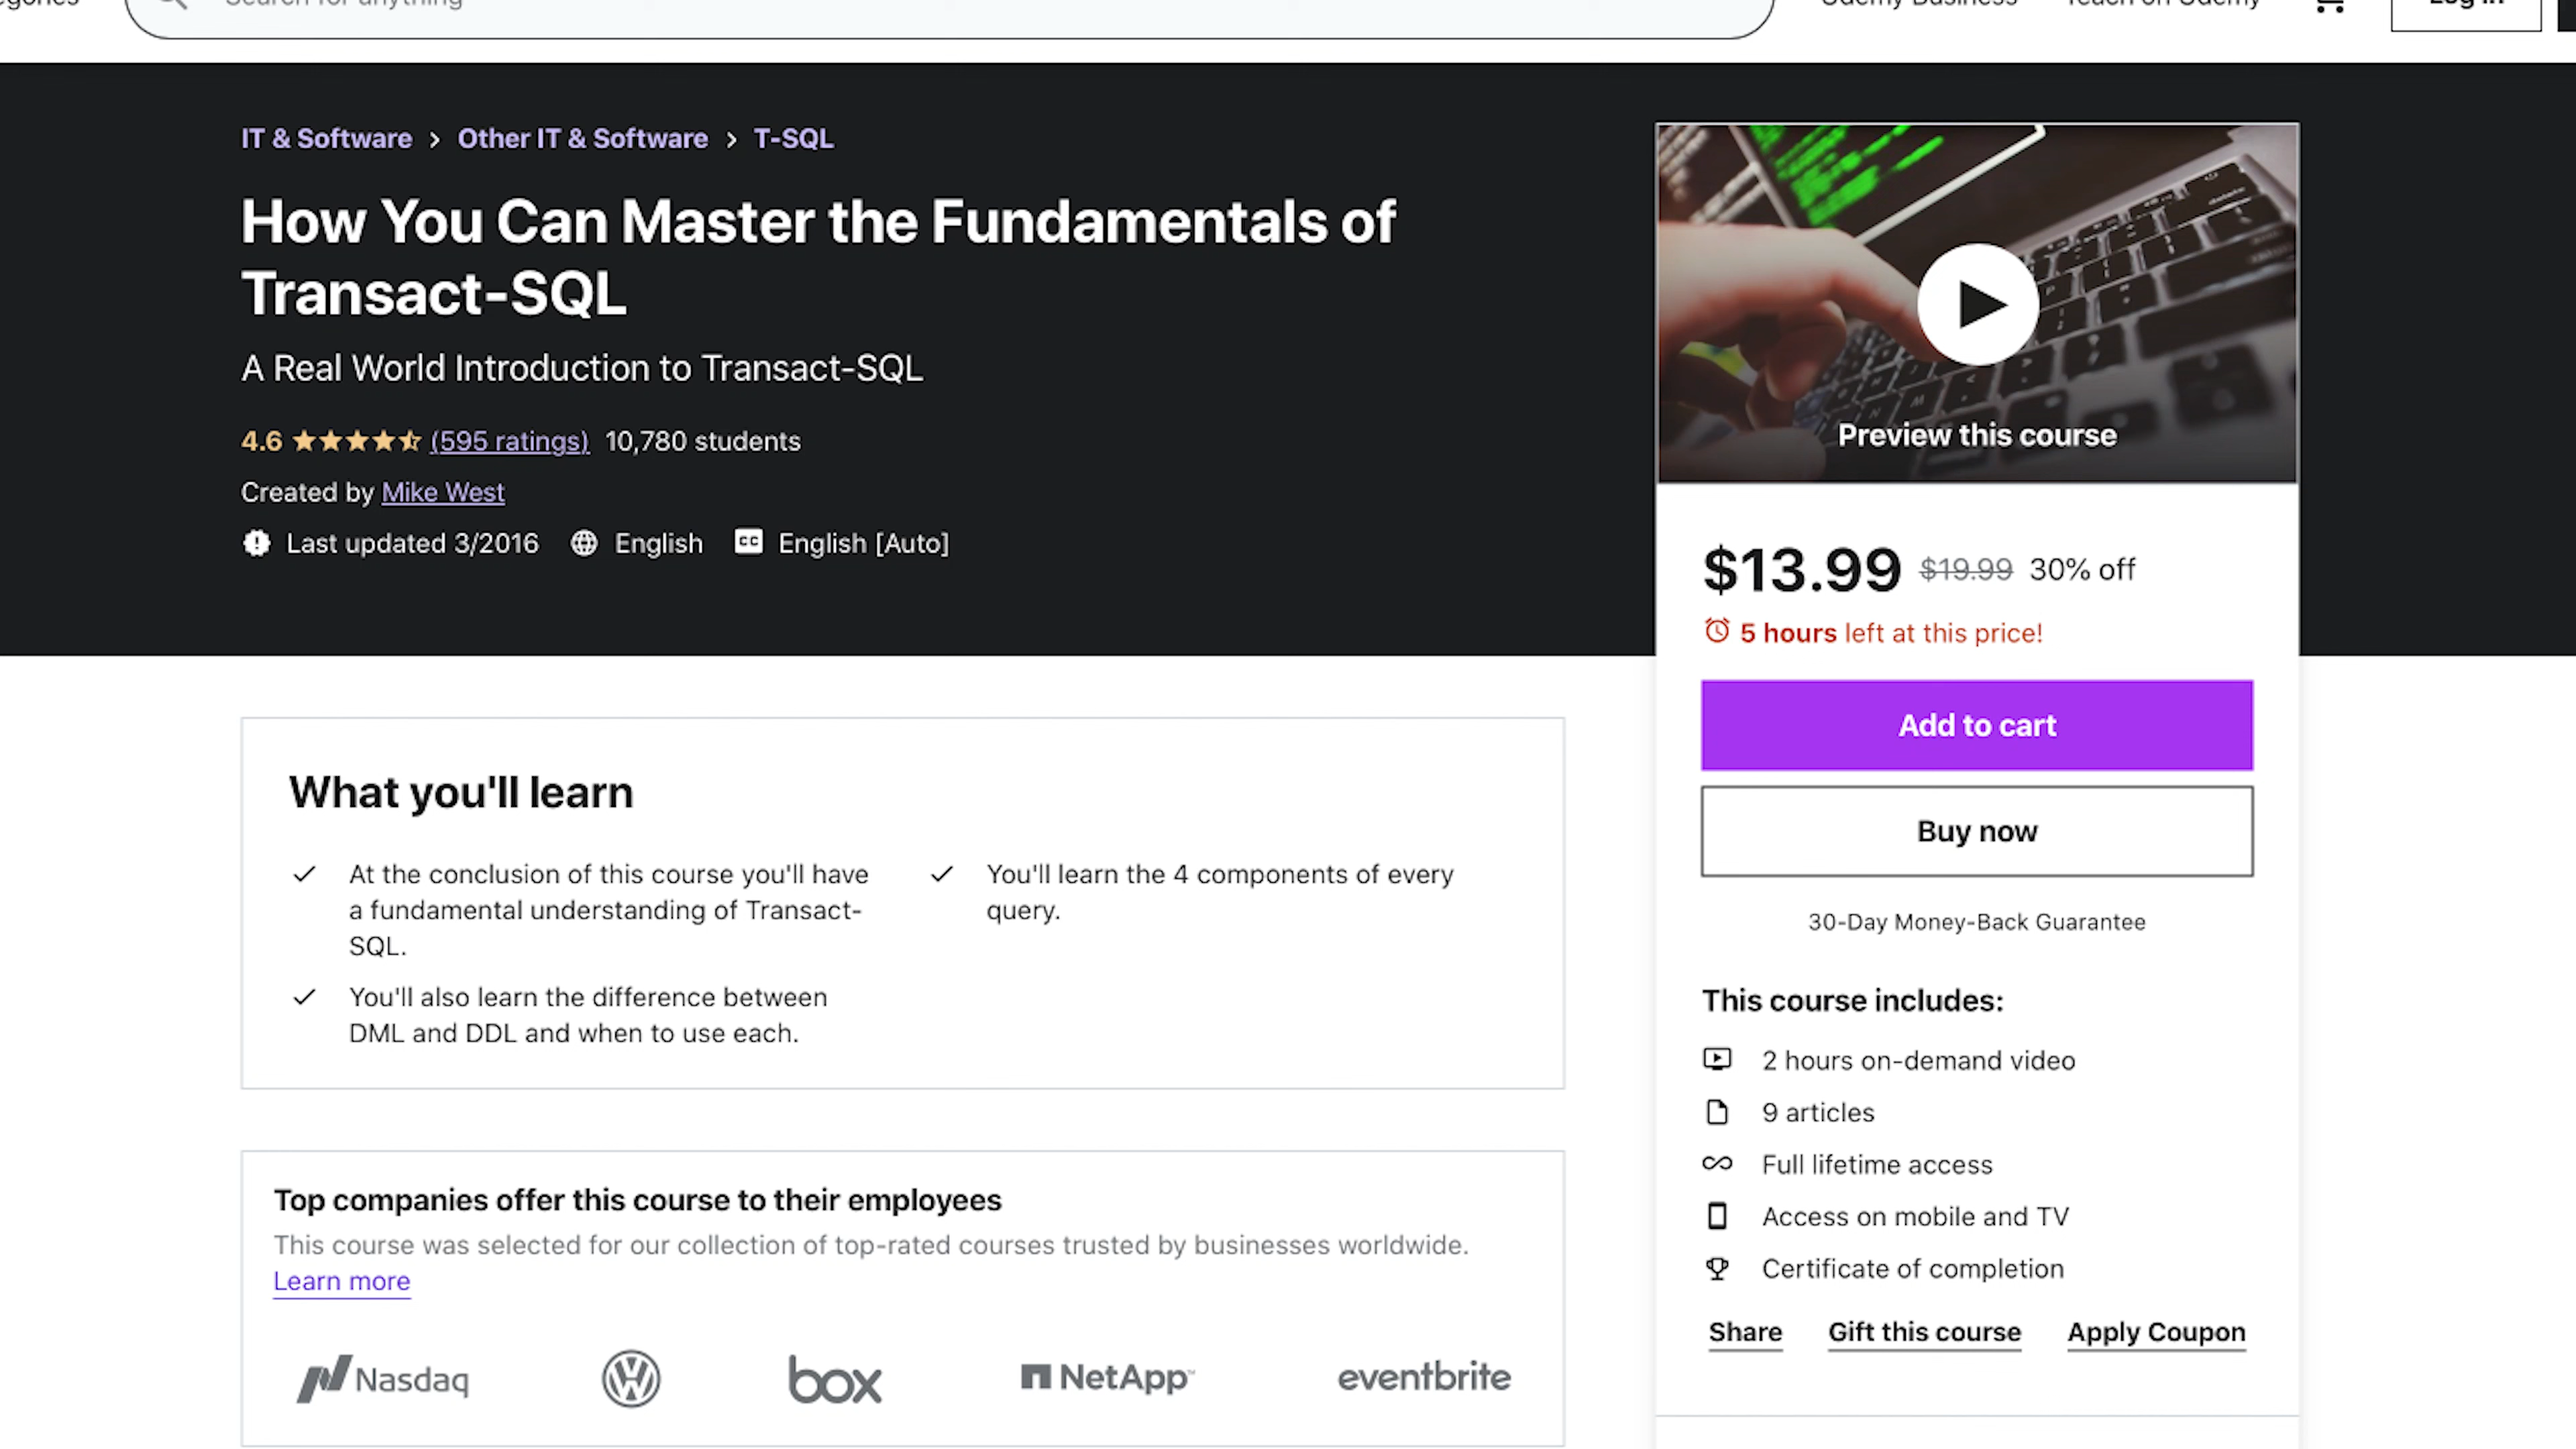 IT & Software > Other IT & Software > T-SQL
How You Can Master the Fundamentals of
Transact-SQL
A Real World Introduction to Transact-SQL
4.6 (595 ratings) 10,780 students
Created by Mike West
Last updated 3/2016 English CC English [Auto]
Preview this course
$13.99 $19.99 30% off
5 hours left at this price!
Add to cart
Buy now
30-Day Money-Back Guarantee
This course includes:
2 hours on-demand video
9 articles
Full lifetime access
Access on mobile and TV
Certificate of completion
Share Gift this course Apply Coupon
What you'll learn
At the conclusion of this course you'll have
a fundamental understanding of Transact-
SQL.
You'll also learn the difference between
DML and DDL and when to use each.
You'll learn the 4 components of every
query.
Top companies offer this course to their employees
This course was selected for our collection of top-rated courses trusted by businesses worldwide.
Learn more
Nasdaq
box
NetApp
eventbrite